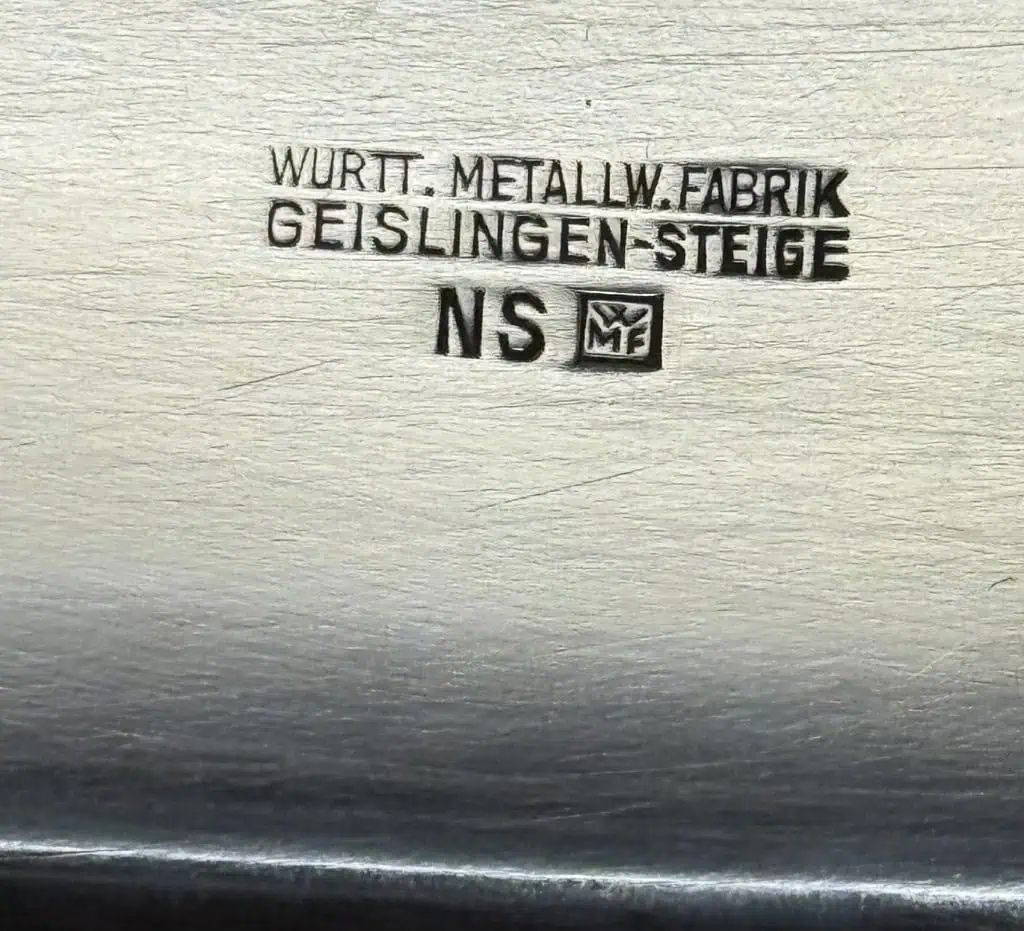 WURTT. METALLW. FABRIK
GEISLINGEN-STEIGE
NS WMF